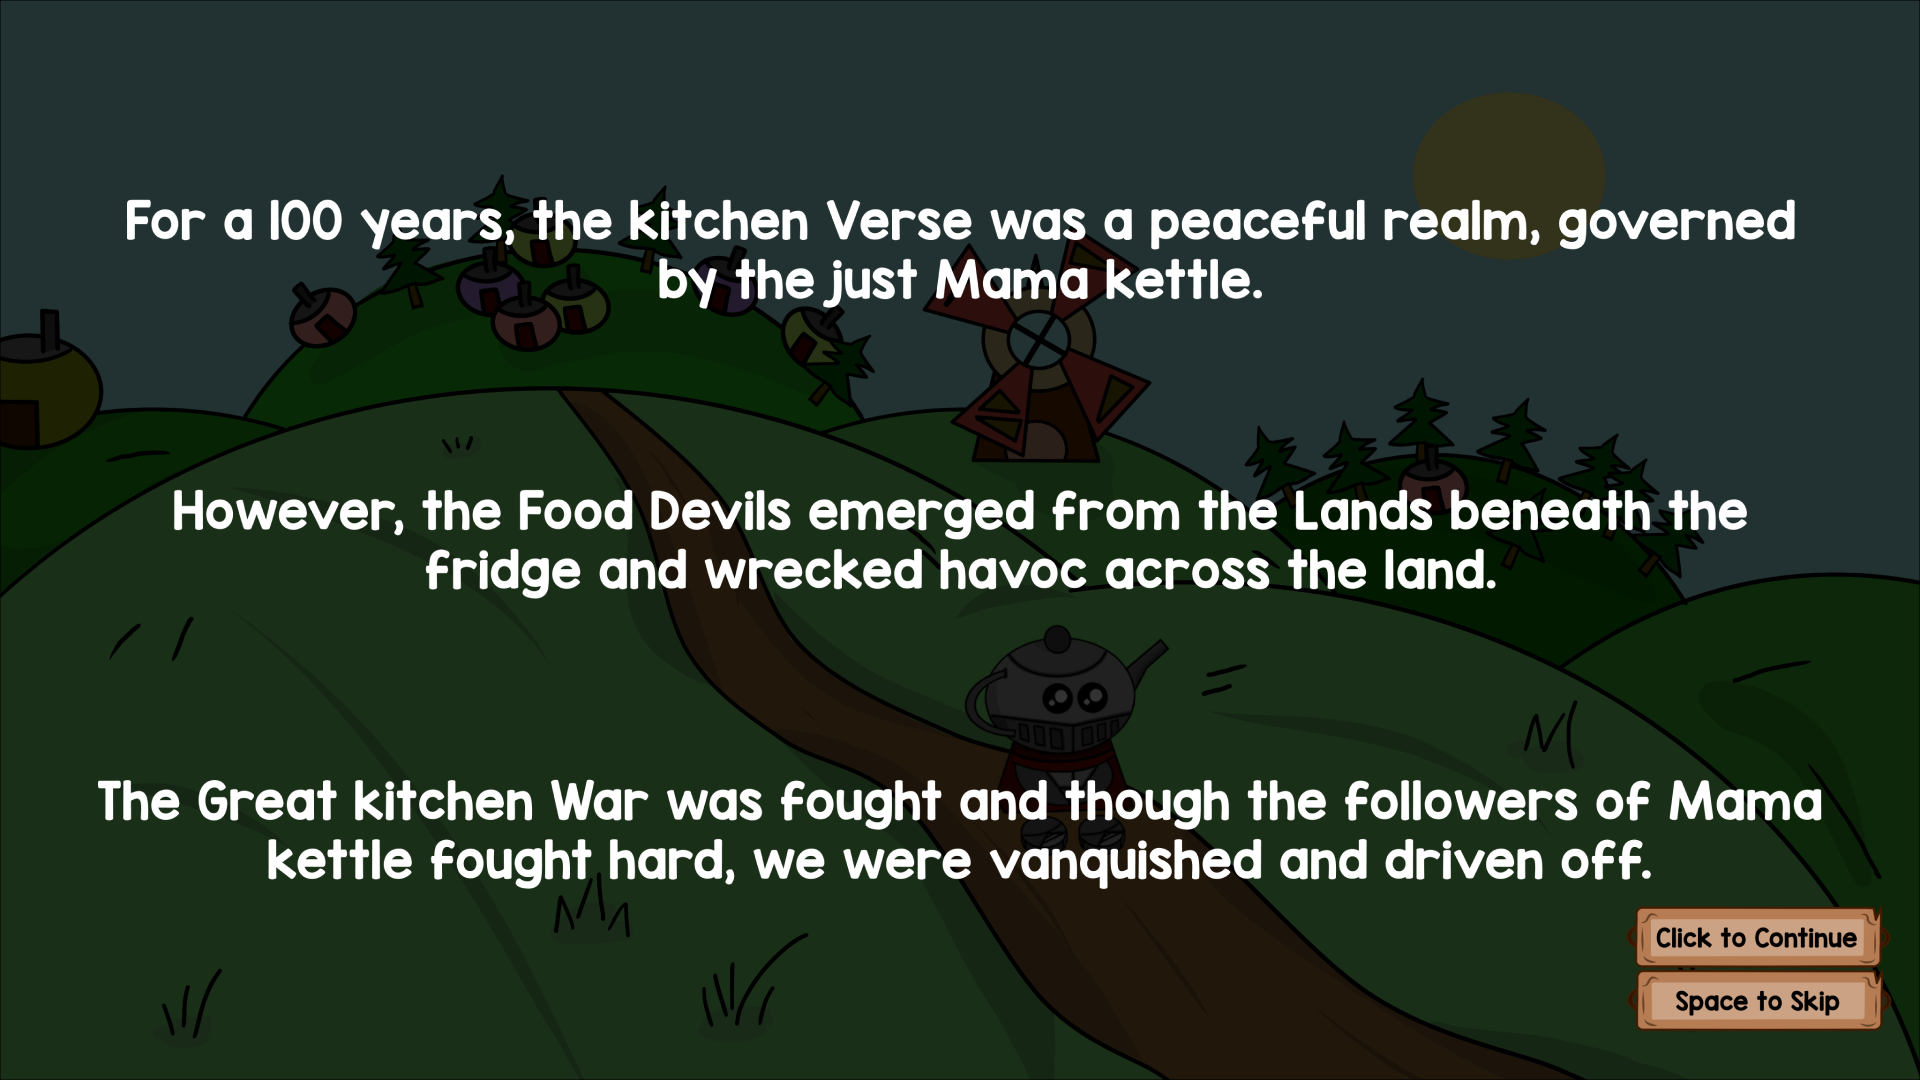 For a 100 years, the kitchen Verse was a peaceful realm, governed
by the just Mama kettle.
However, the Food Devils emerged from the Lands beneath the
fridge and wrecked havoc across the land.
The Great kitchen War was fought and though the followers of Mama
kettle fought hard, we were vanquished and driven off.
Click to Continue
Space to Skip